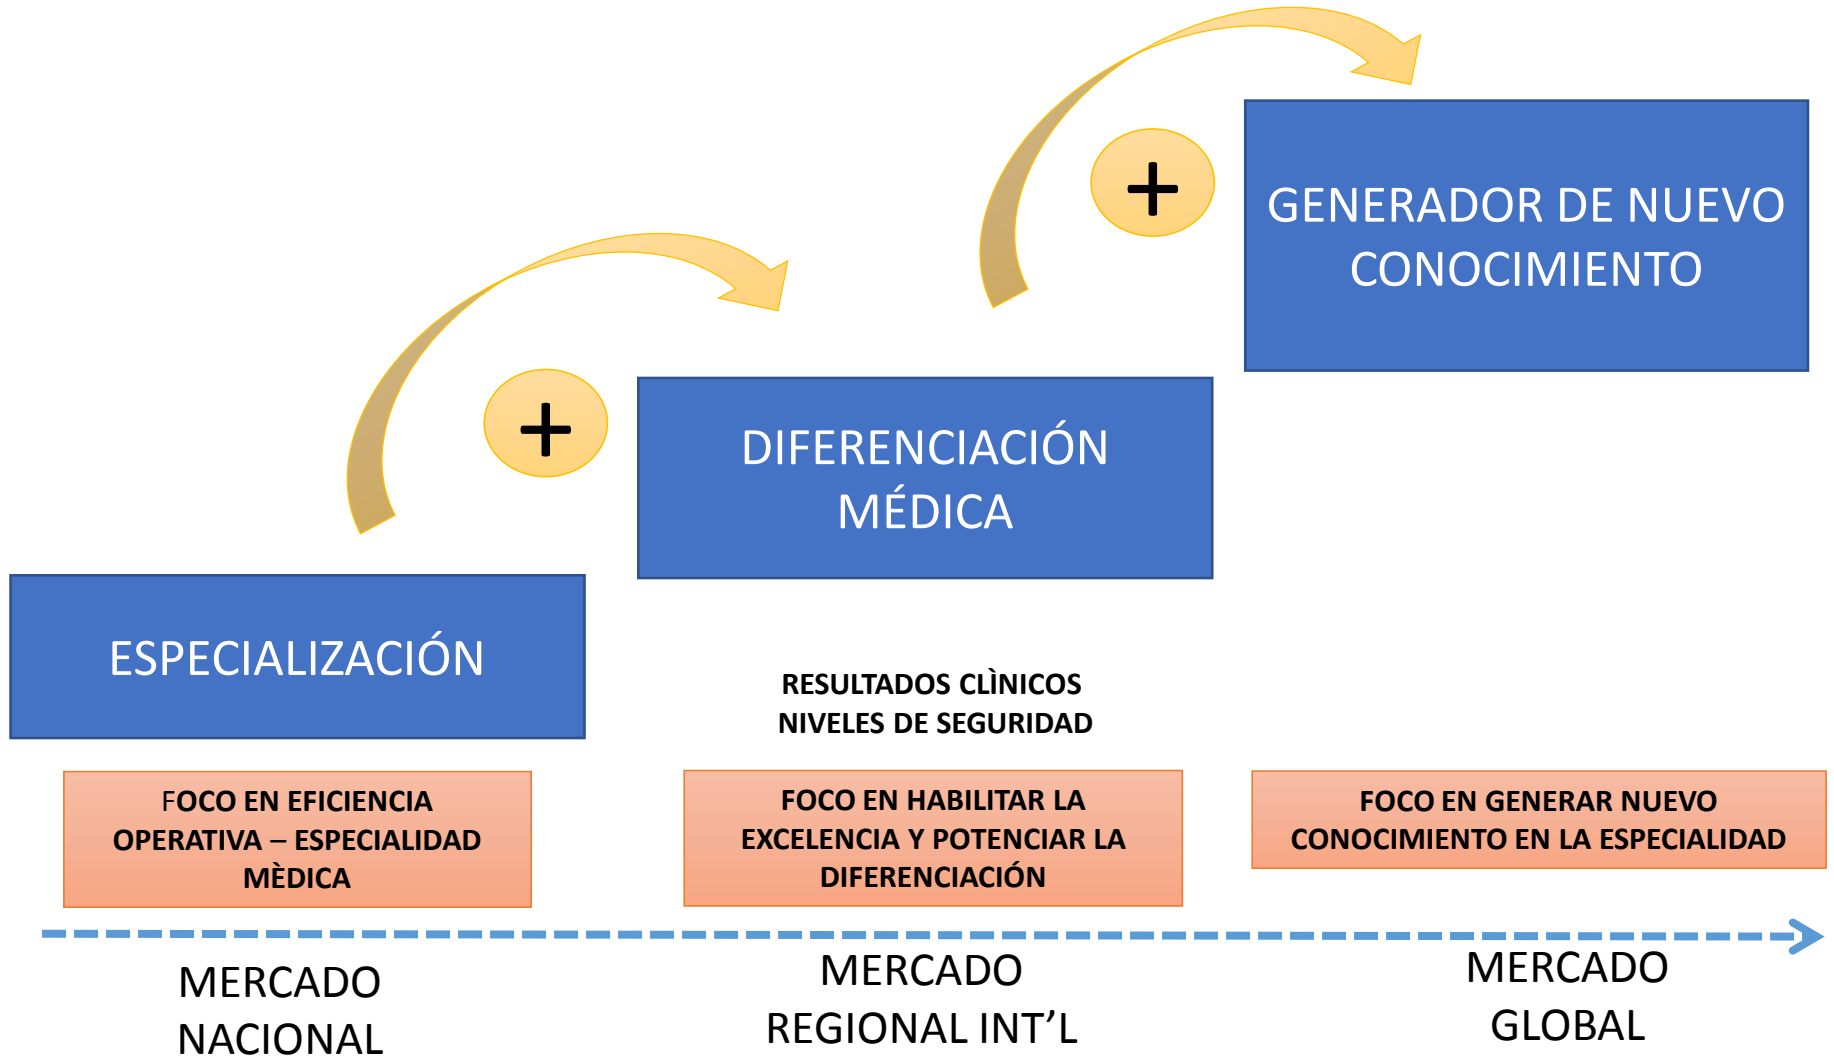 GENERADOR DE NUEVO
CONOCIMIENTO
+
DIFERENCIACIÓN
MÉDICA
+
ESPECIALIZACIÓN
RESULTADOS CLÌNICOS
NIVELES DE SEGURIDAD
FOCO EN EFICIENCIA
OPERATIVA – ESPECIALIDAD
MÈDICA
FOCO EN HABILITAR LA
EXCELENCIA Y POTENCIAR LA
DIFERENCIACIÓN
FOCO EN GENERAR NUEVO
CONOCIMIENTO EN LA ESPECIALIDAD
MERCADO
NACIONAL
MERCADO
REGIONAL INT’L
MERCADO
GLOBAL